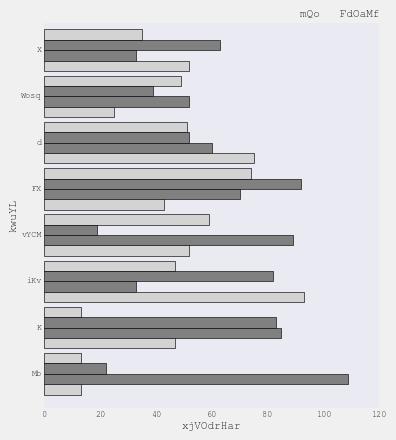 mQo FdOaMf
X
Wosq
d
FX
vYCM
iKv
K
Mb
kwuYL
0 20 40 60 80 100 120
xjVOdrHar